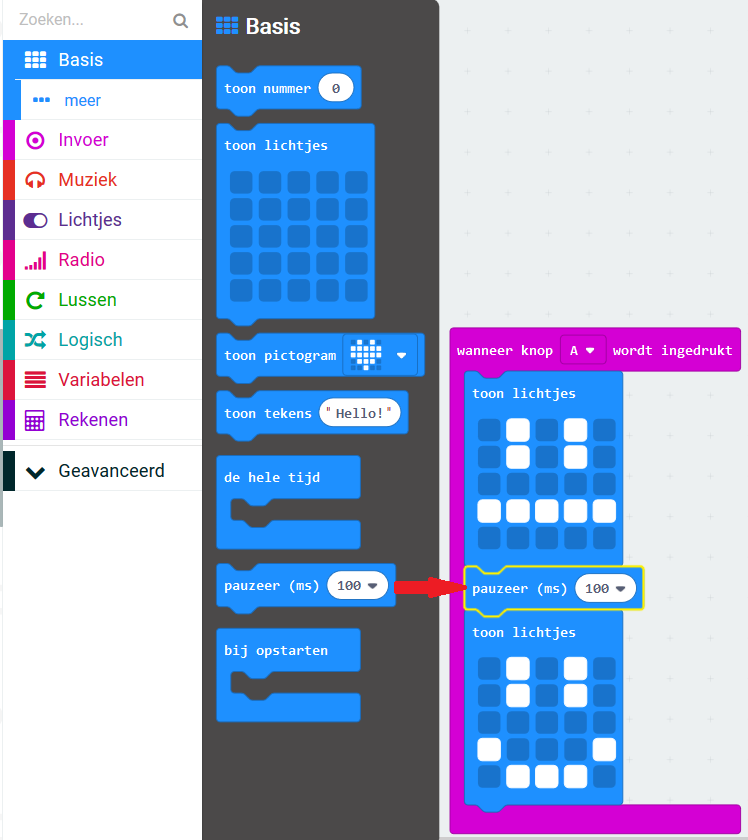 Zoeken...
Basis
meer
Invoer
Muziek
Lichtjes
Radio
Lussen
Logisch
Variabelen
Rekenen
Geavanceerd
Basis
toon nummer 0
toon lichtjes
toon pictogram
toon tekens "Hello!"
de hele tijd
pauzeer (ms) 100
bij opstarten
wanneer knop A wordt ingedrukt
toon lichtjes
pauzeer (ms) 100
toon lichtjes